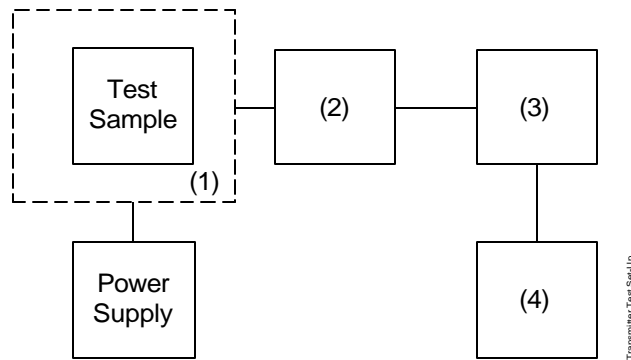 Test
Sample
(1)
(2)
(3)
Power
Supply
(4)
Transmitter Test Set-Up